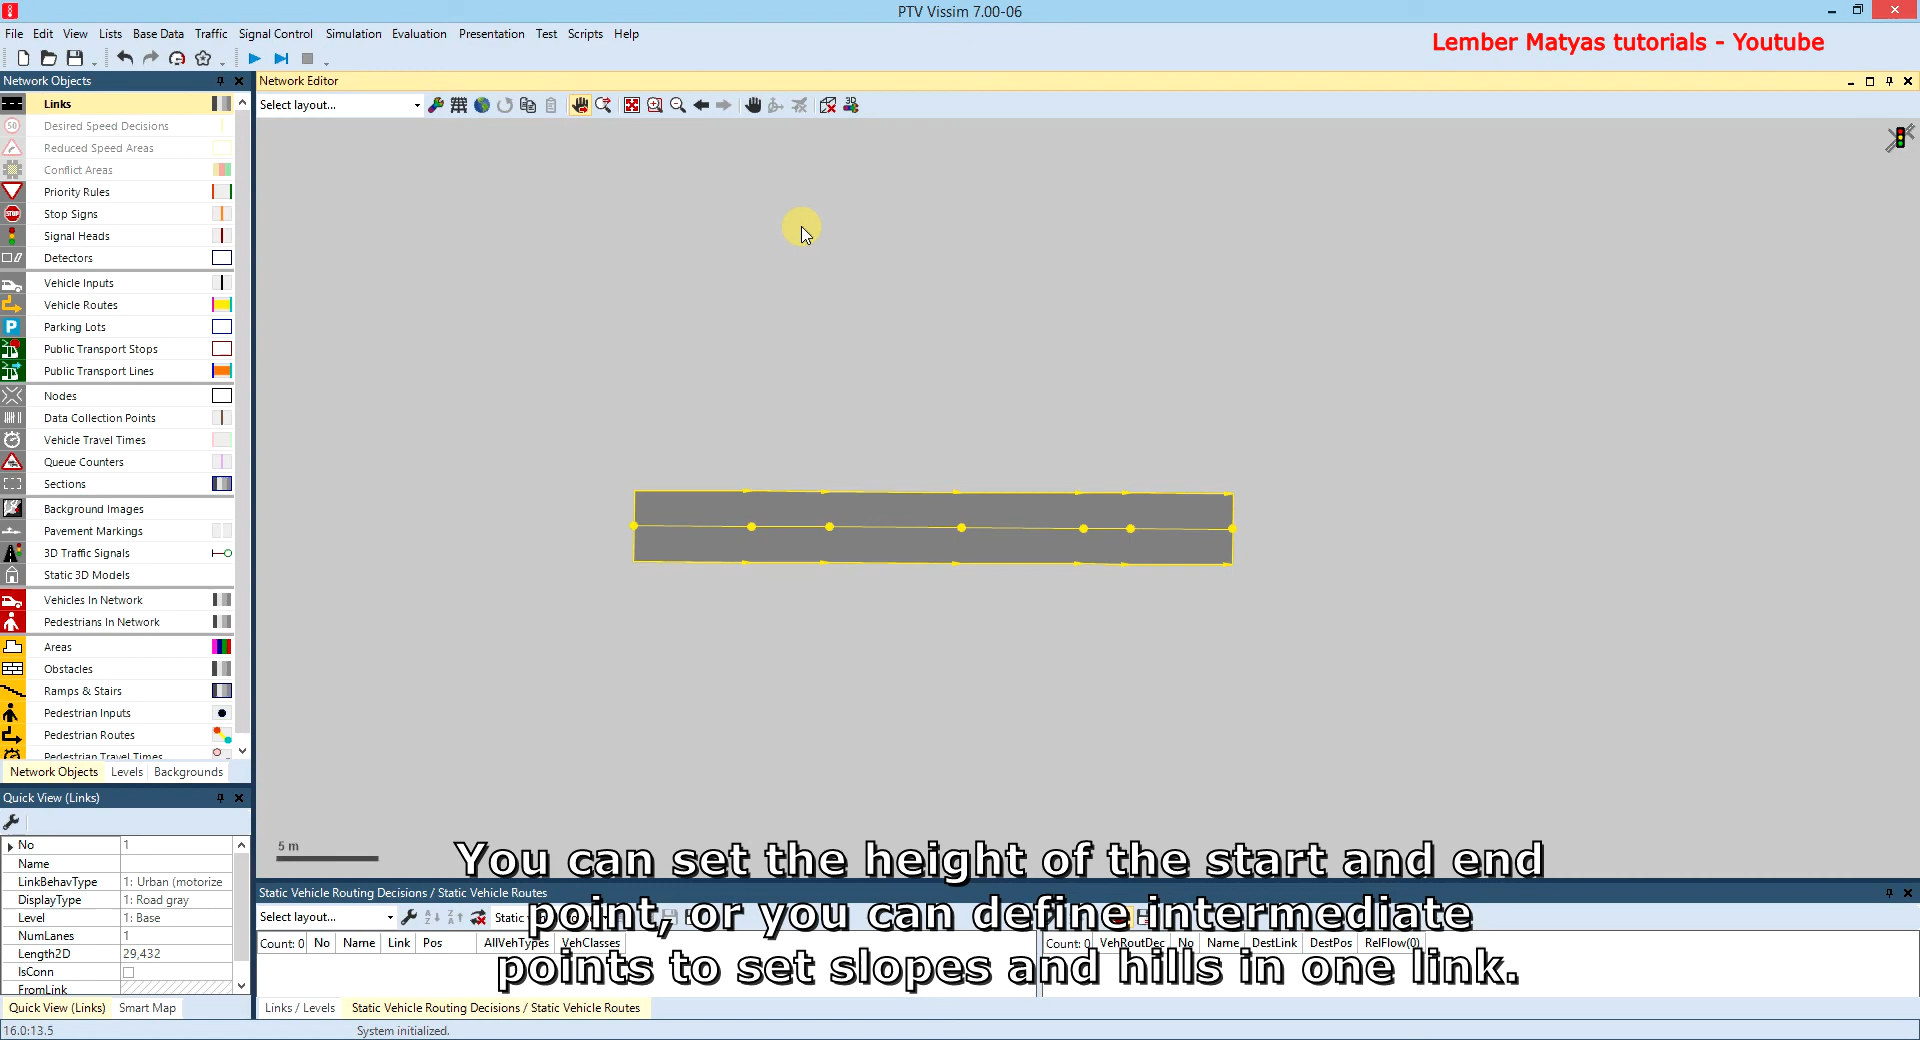 PTV Vissim 7.00-06
File Edit View Lists Base Data Traffic Signal Control Simulation Evaluation Presentation Test Scripts Help
Lember Matyas tutorials - Youtube
Network Objects
Network Editor
Select layout...
3D
Links
50
Desired Speed Decisions
Reduced Speed Areas
Conflict Areas
Priority Rules
STOP
Stop Signs
Signal Heads
Detectors
Vehicle Inputs
Vehicle Routes
P
Parking Lots
Public Transport Stops
Public Transport Lines
Nodes
Data Collection Points
Vehicle Travel Times
Queue Counters
Sections
Background Images
Pavement Markings
3D Traffic Signals
Static 3D Models
Vehicles In Network
Pedestrians In Network
Areas
Obstacles
Ramps & Stairs
Pedestrian Inputs
Pedestrian Routes
Pedestrian Travel Times
Network Objects Levels Backgrounds
Quick View (Links)
No 1
Name
LinkBehavType 1: Urban (motorize
DisplayType 1: Road gray
Level 1: Base
NumLanes 1
Length2D 29,432
IsConn
FromLink
Quick View (Links) Smart Map
5 m
You can set the height of the start and end
point, or you can define intermediate
points to set slopes and hills in one link.
Static Vehicle Routing Decisions / Static Vehicle Routes
Select layout...
Count: 0 No Name Link Pos AllVehTypes VehClasses
Count: 0 VehRoutDec No Name DestLink DestPos RelFlow(0)
Links / Levels Static Vehicle Routing Decisions / Static Vehicle Routes
16.0:13.5 System initialized.